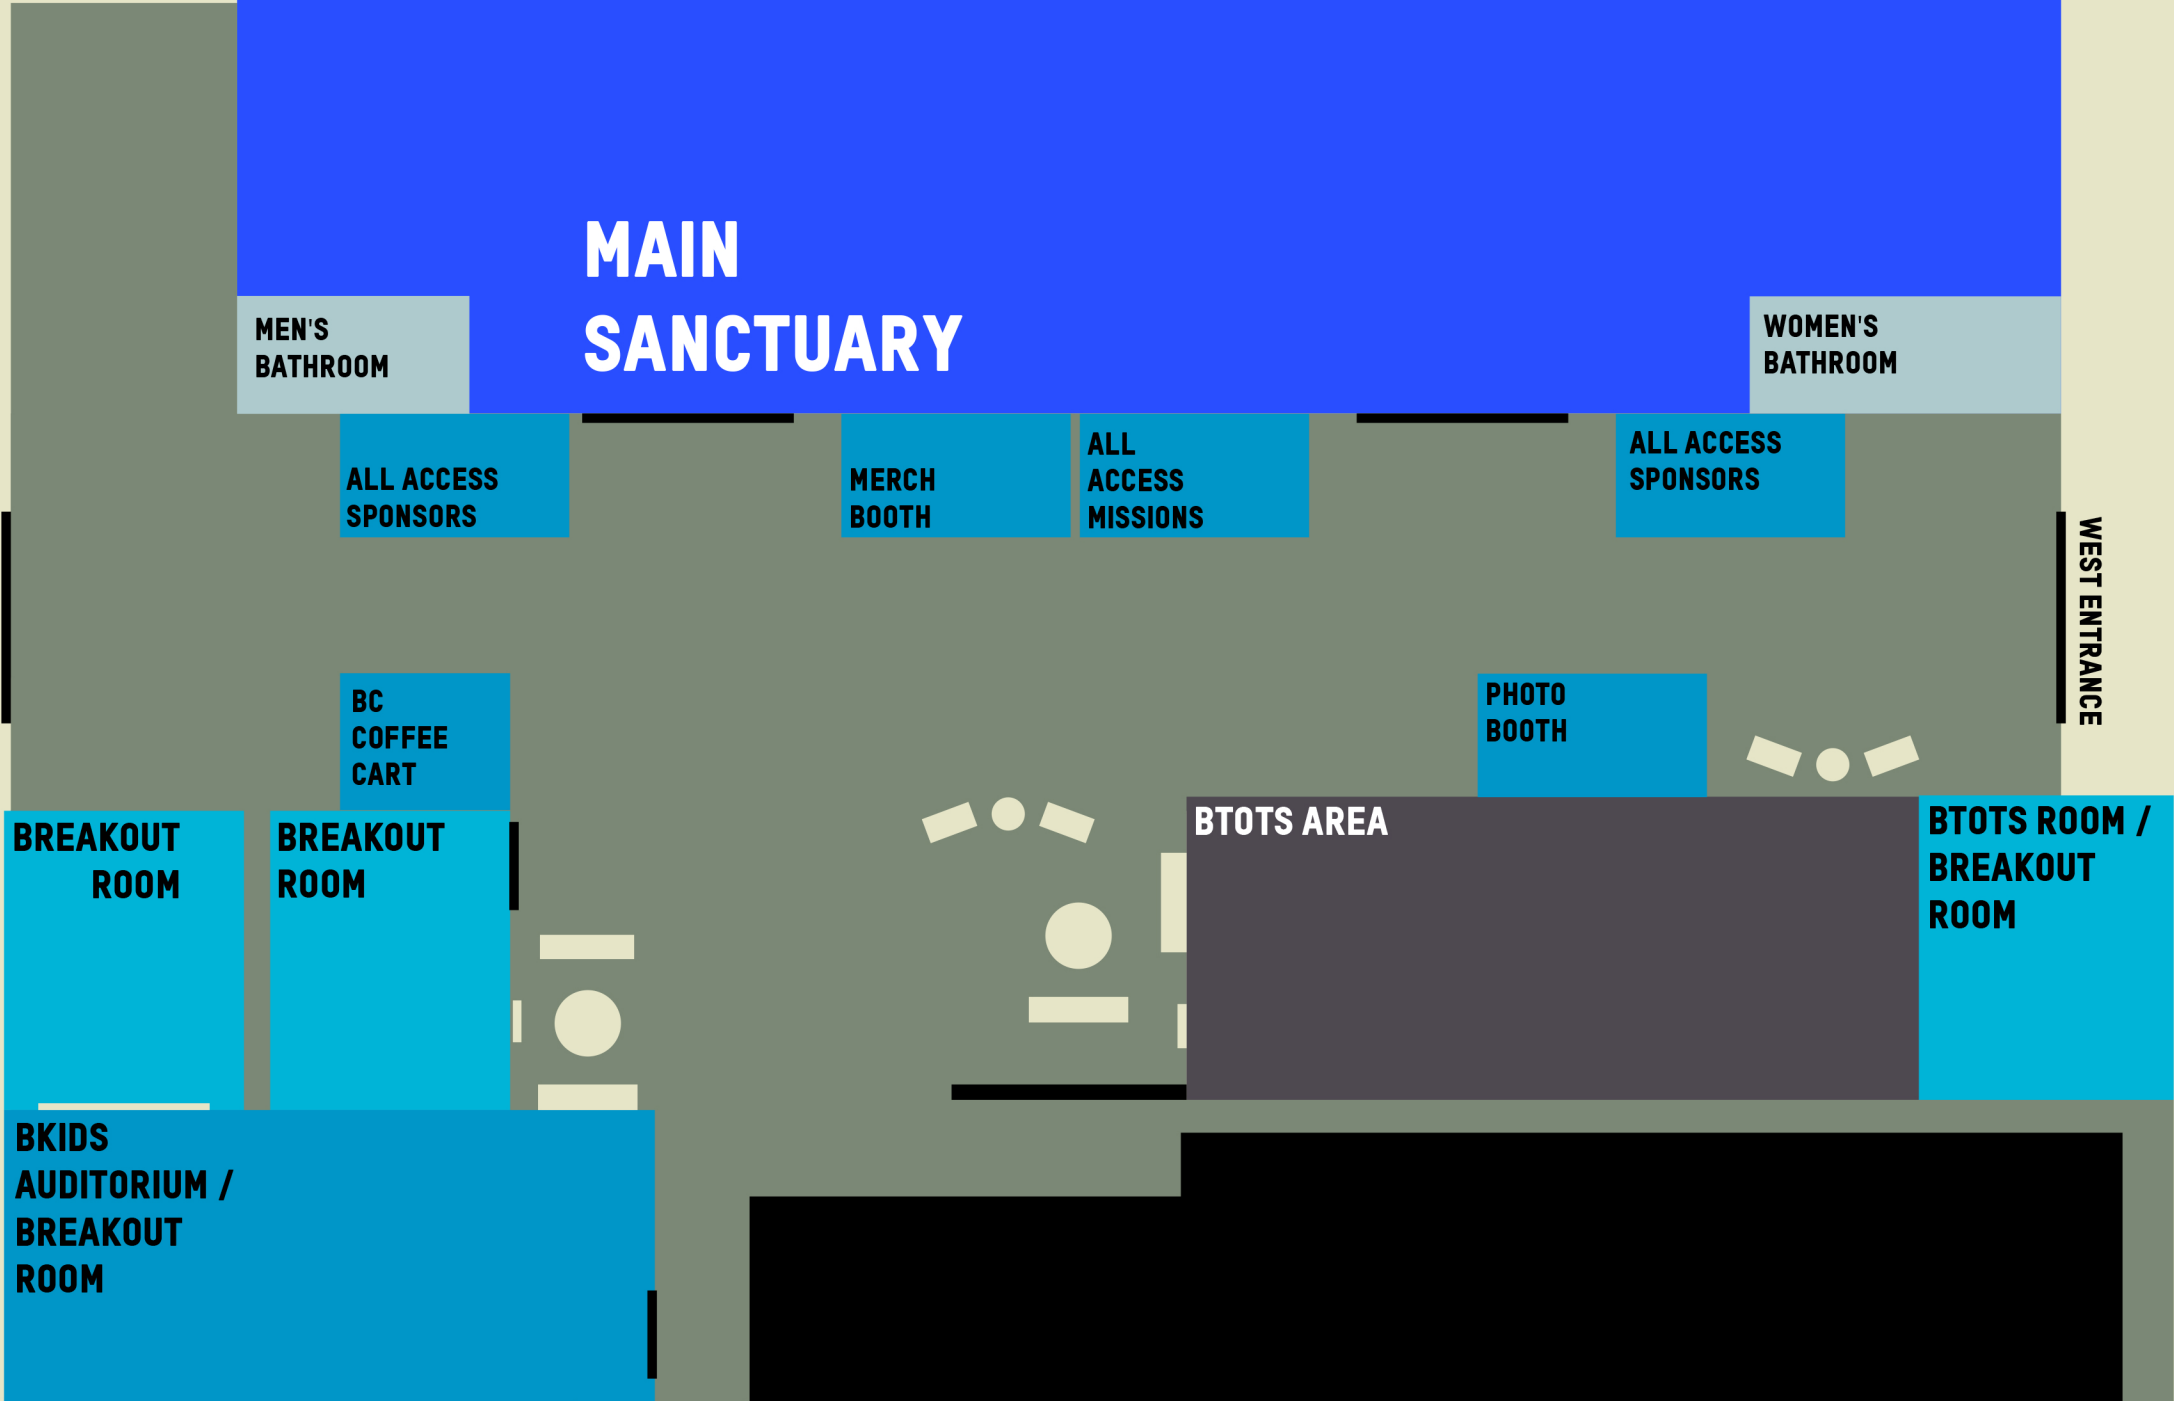 MAIN
SANCTUARY
MEN'S
BATHROOM
WOMEN'S
BATHROOM
ALL ACCESS
SPONSORS
MERCH
BOOTH
ALL
ACCESS
MISSIONS
ALL ACCESS
SPONSORS
WEST ENTRANCE
BC
COFFEE
CART
PHOTO
BOOTH
BREAKOUT
ROOM
BREAKOUT
ROOM
BTOTS AREA
BTOTS ROOM /
BREAKOUT
ROOM
BKIDS
AUDITORIUM /
BREAKOUT
ROOM